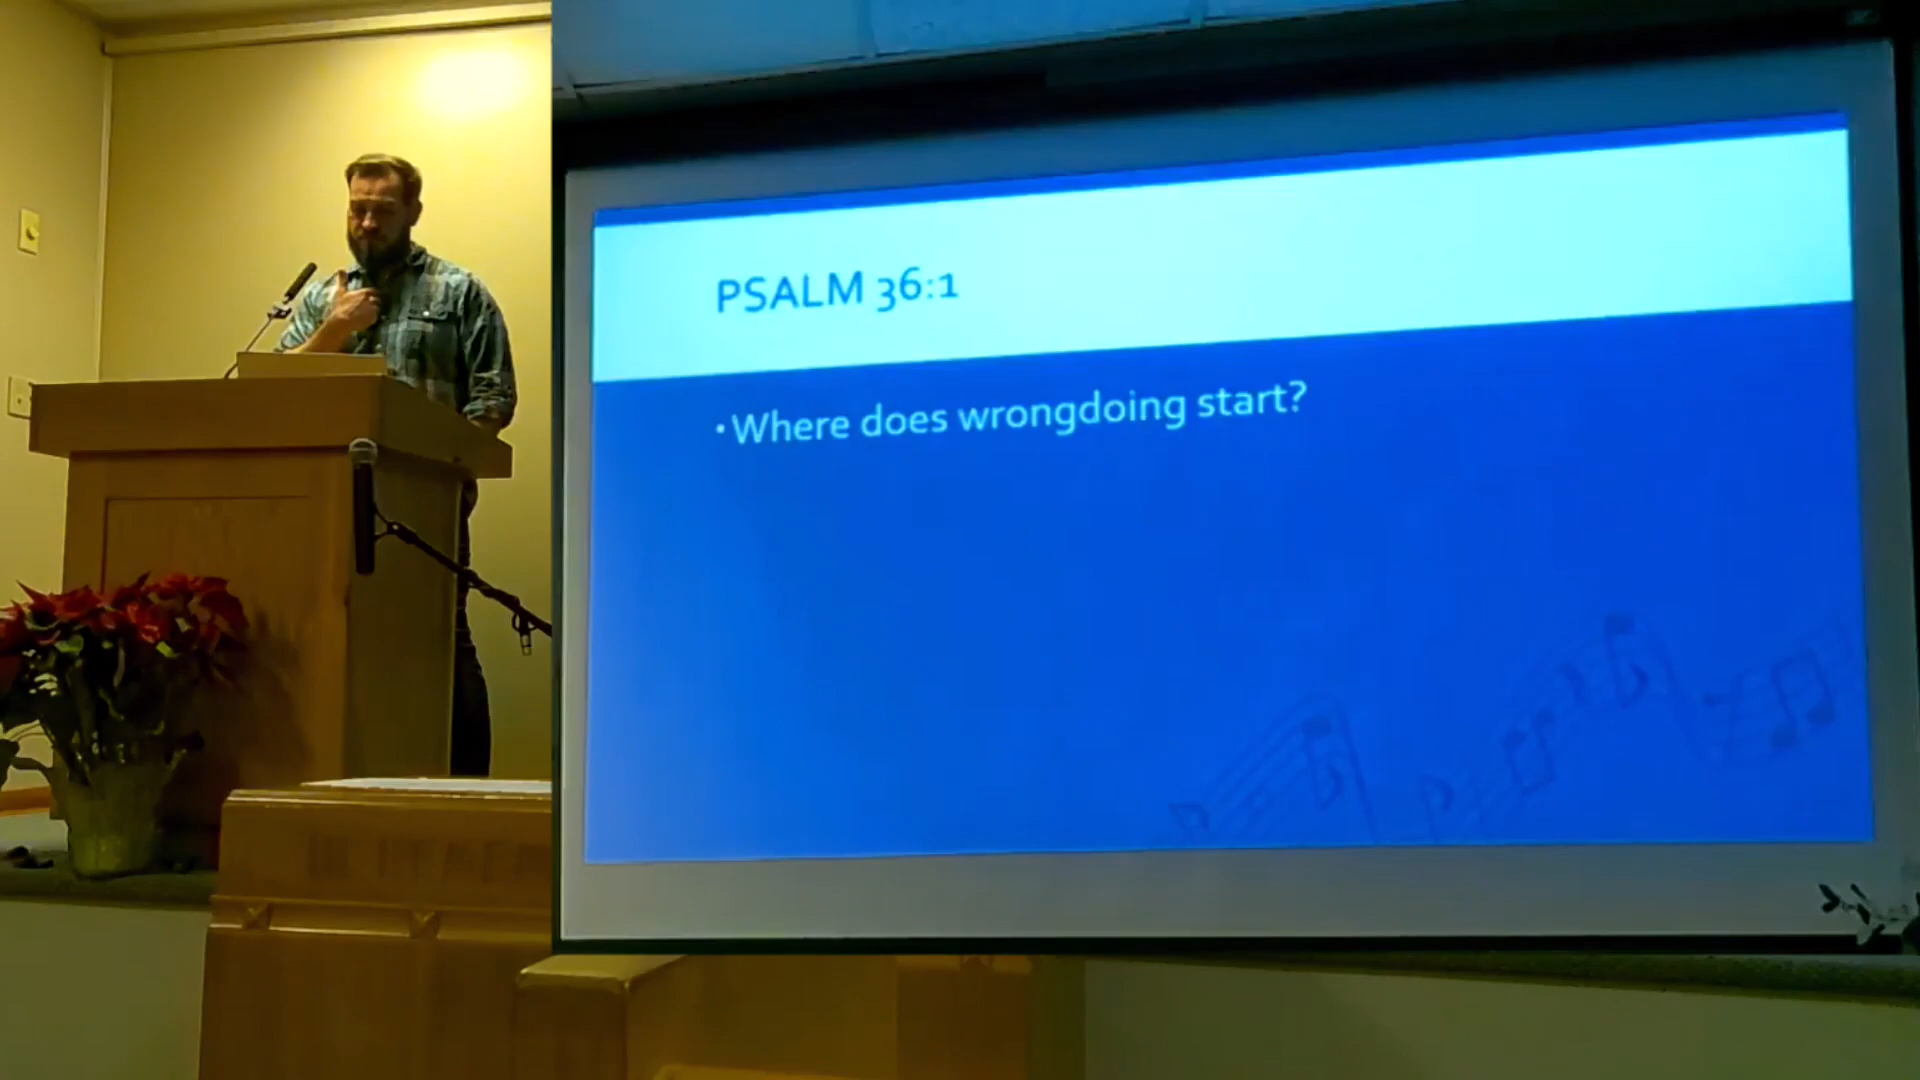 PSALM 36:1
• Where does wrongdoing start?